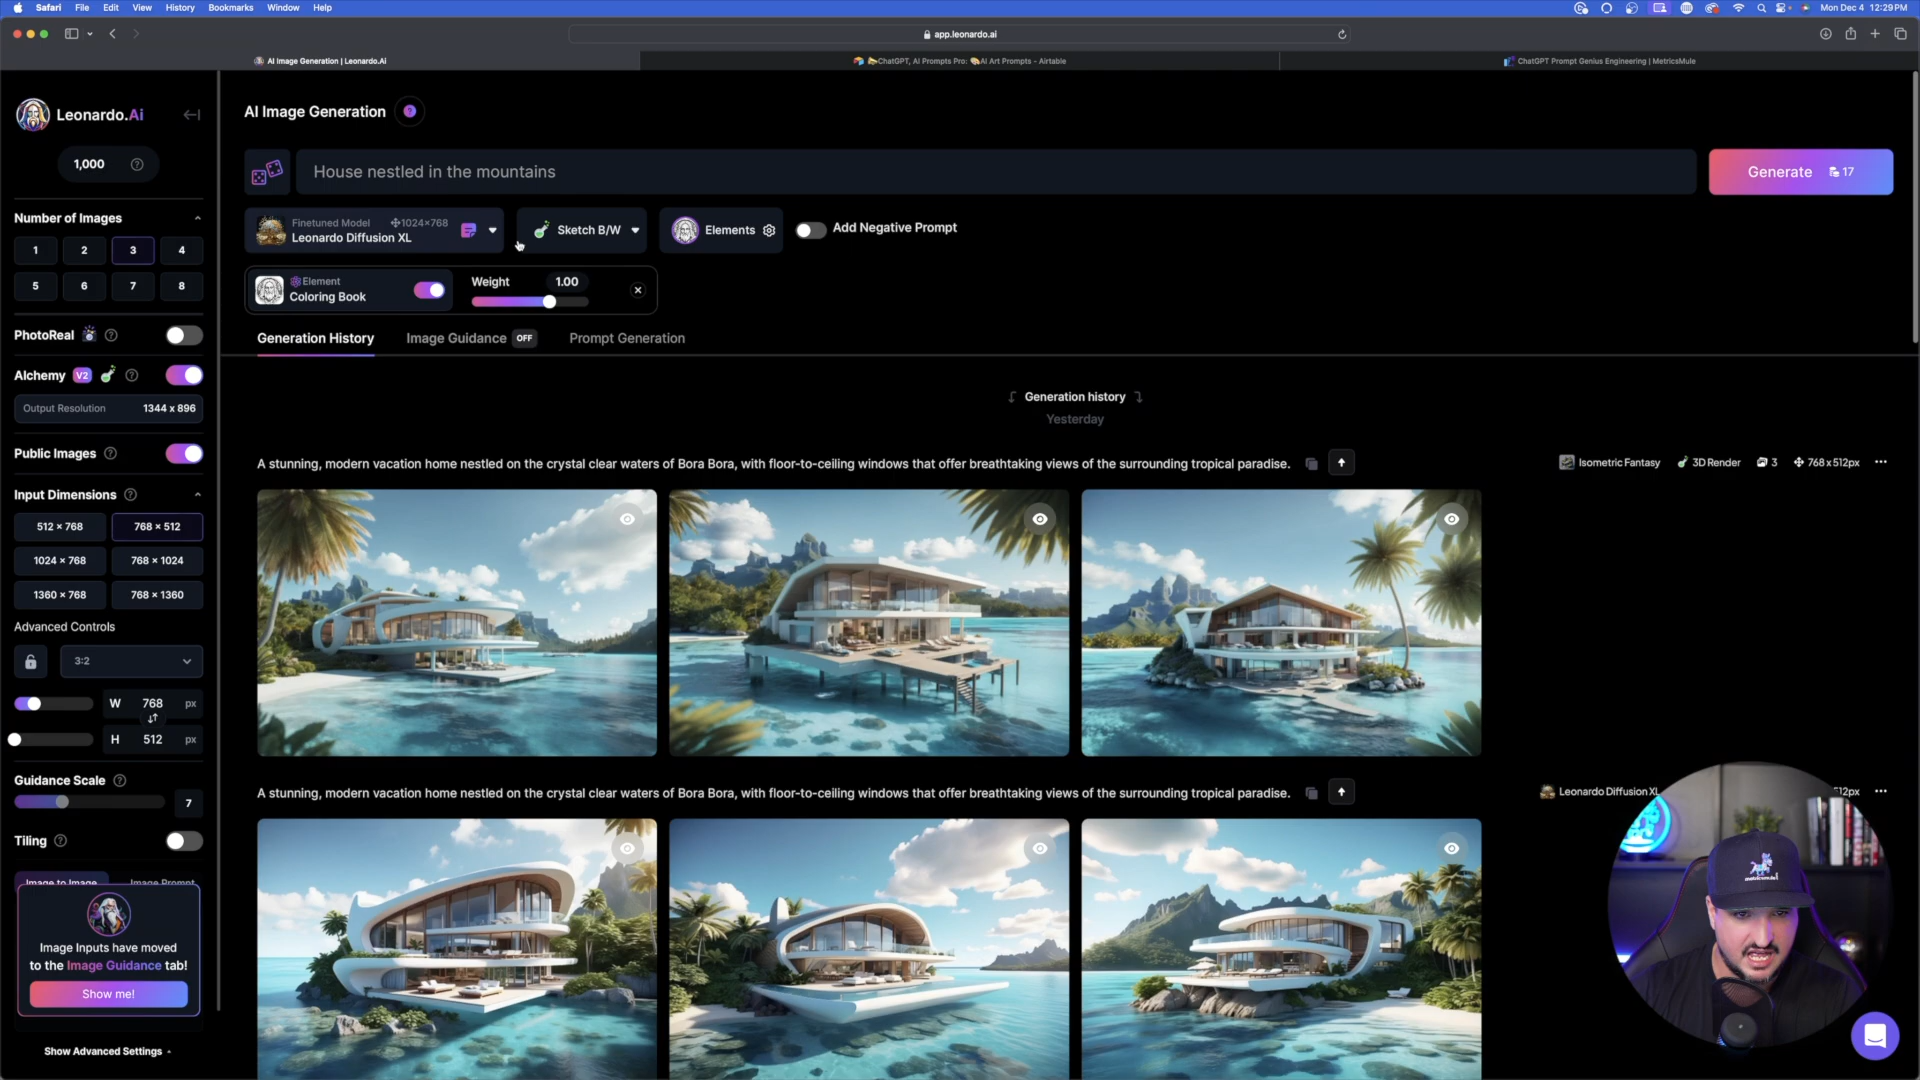 Safari File Edit View History Bookmarks Window Help
Mon Dec 4 12:29 PM
app.leonardo.ai
AI Image Generation | Leonardo.Ai
ChatGPT, AI Prompts Pro: AI Art Prompts - Airtable
ChatGPT Prompt Genius Engineering | MetricsMule
Leonardo.Ai
1,000
Number of Images
1 2 3 4
5 6 7 8
PhotoReal
Alchemy V2
Output Resolution 1344 x 896
Public Images
Input Dimensions
512 × 768 768 × 512
1024 × 768 768 × 1024
1360 × 768 768 × 1360
Advanced Controls
3:2
W 768 px
H 512 px
Guidance Scale
7
Tiling
Image to Image Image Prompt
Image Inputs have moved
to the Image Guidance tab!
Show me!
Show Advanced Settings
AI Image Generation
House nestled in the mountains
Generate 17
Finetuned Model 1024×768
Leonardo Diffusion XL
Sketch B/W
Elements
Add Negative Prompt
Element
Coloring Book
Weight 1.00
Generation History
Image Guidance OFF
Prompt Generation
Generation history
Yesterday
A stunning, modern vacation home nestled on the crystal clear waters of Bora Bora, with floor-to-ceiling windows that offer breathtaking views of the surrounding tropical paradise.
Isometric Fantasy 3D Render 3 768 x 512px
A stunning, modern vacation home nestled on the crystal clear waters of Bora Bora, with floor-to-ceiling windows that offer breathtaking views of the surrounding tropical paradise.
Leonardo Diffusion XL
12px